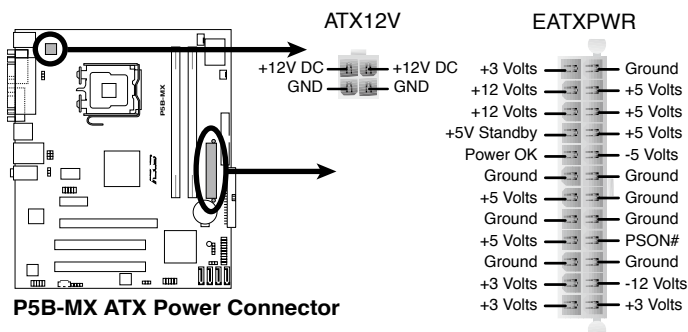 ATX12V
+12V DC +12V DC
GND GND
EATXPWR
+3 Volts Ground
+12 Volts +5 Volts
+12 Volts +5 Volts
+5V Standby +5 Volts
Power OK -5 Volts
Ground Ground
+5 Volts Ground
Ground Ground
+5 Volts PSON#
Ground Ground
+3 Volts -12 Volts
+3 Volts +3 Volts
P5B-MX
ASUS
P5B-MX ATX Power Connector